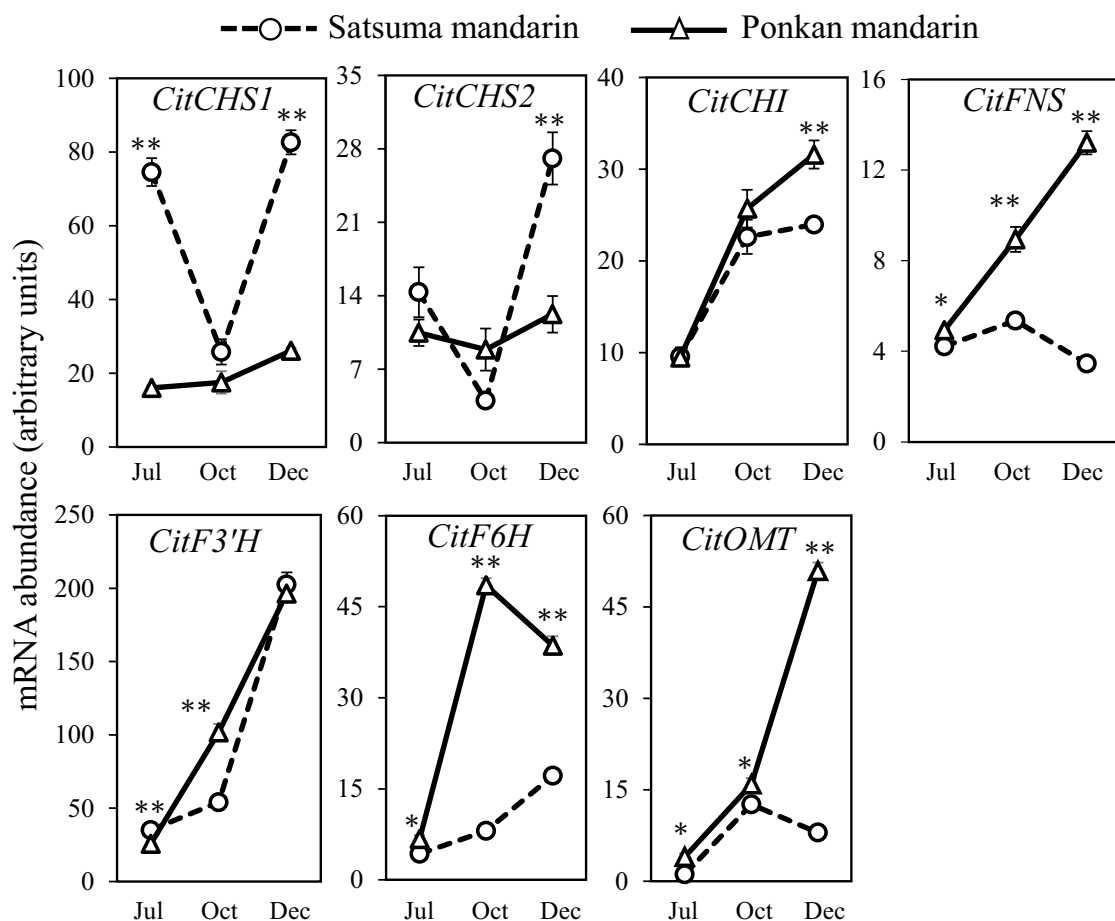 Satsuma mandarin Ponkan mandarin
mRNA abundance (arbitrary units)
CitCHS1
100
80
60
40
20
0
** **
Jul Oct Dec
CitCHS2
35
28
21
14
7
0
**
Jul Oct Dec
CitCHI
40
30
20
10
0
**
Jul Oct Dec
CitFNS
16
12
8
4
0
* ** **
Jul Oct Dec
CitF3'H
250
200
150
100
50
0
** **
Jul Oct Dec
CitF6H
60
45
30
15
0
* ** **
Jul Oct Dec
CitOMT
60
45
30
15
0
* * **
Jul Oct Dec